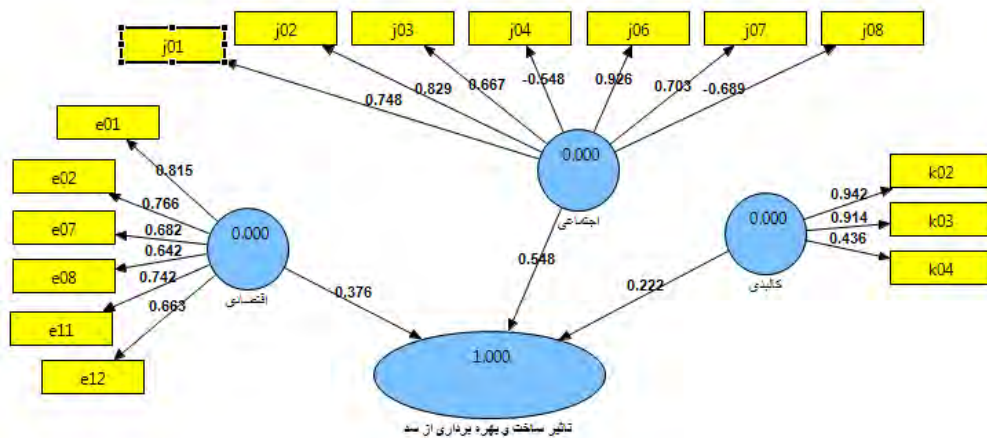 j01
j02
j03
j04
j06
j07
j08
0.748
0.829
0.667
-0.548
0.926
0.703
-0.689
0.000
اجتماعی
e01
e02
e07
e08
e11
e12
0.815
0.766
0.682
0.642
0.742
0.663
0.000
اقتصادی
k02
k03
k04
0.942
0.914
0.436
0.000
کالبدی
0.376
0.548
0.222
1.000
تاثیر ساخت و بهره برداری از سد